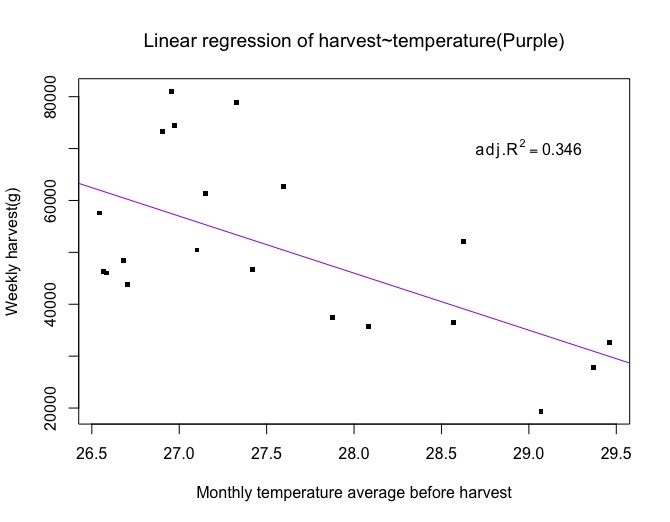 Linear regression of harvest~temperature(Purple)
adj.R² = 0.346
Weekly harvest(g)
80000
60000
40000
20000
26.5 27.0 27.5 28.0 28.5 29.0 29.5
Monthly temperature average before harvest